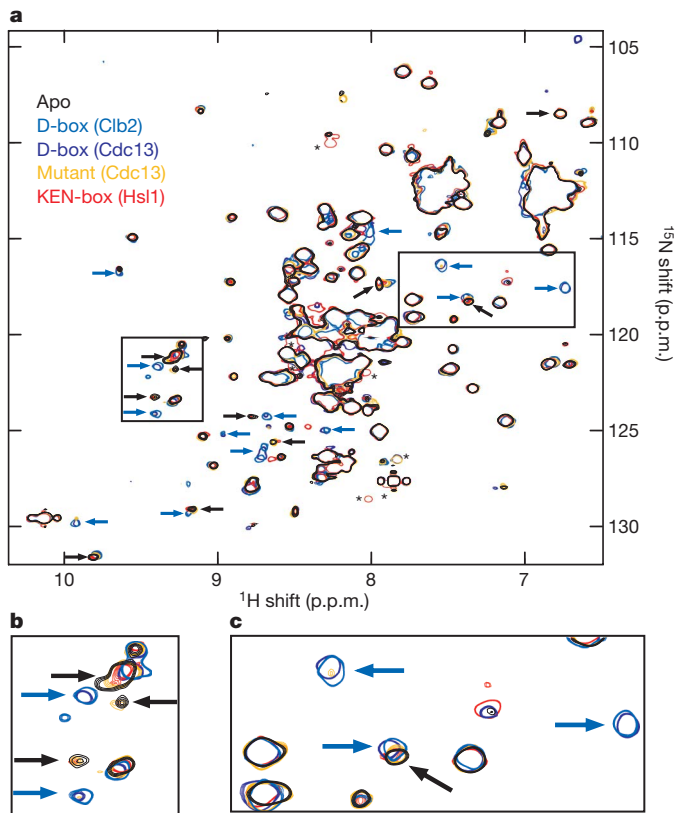 a
Apo
D-box (Clb2)
D-box (Cdc13)
Mutant (Cdc13)
KEN-box (Hsl1)
* * * * * *
105
110
115
120
125
130
¹⁵N shift (p.p.m.)
10 9 8 7
¹H shift (p.p.m.)
b c